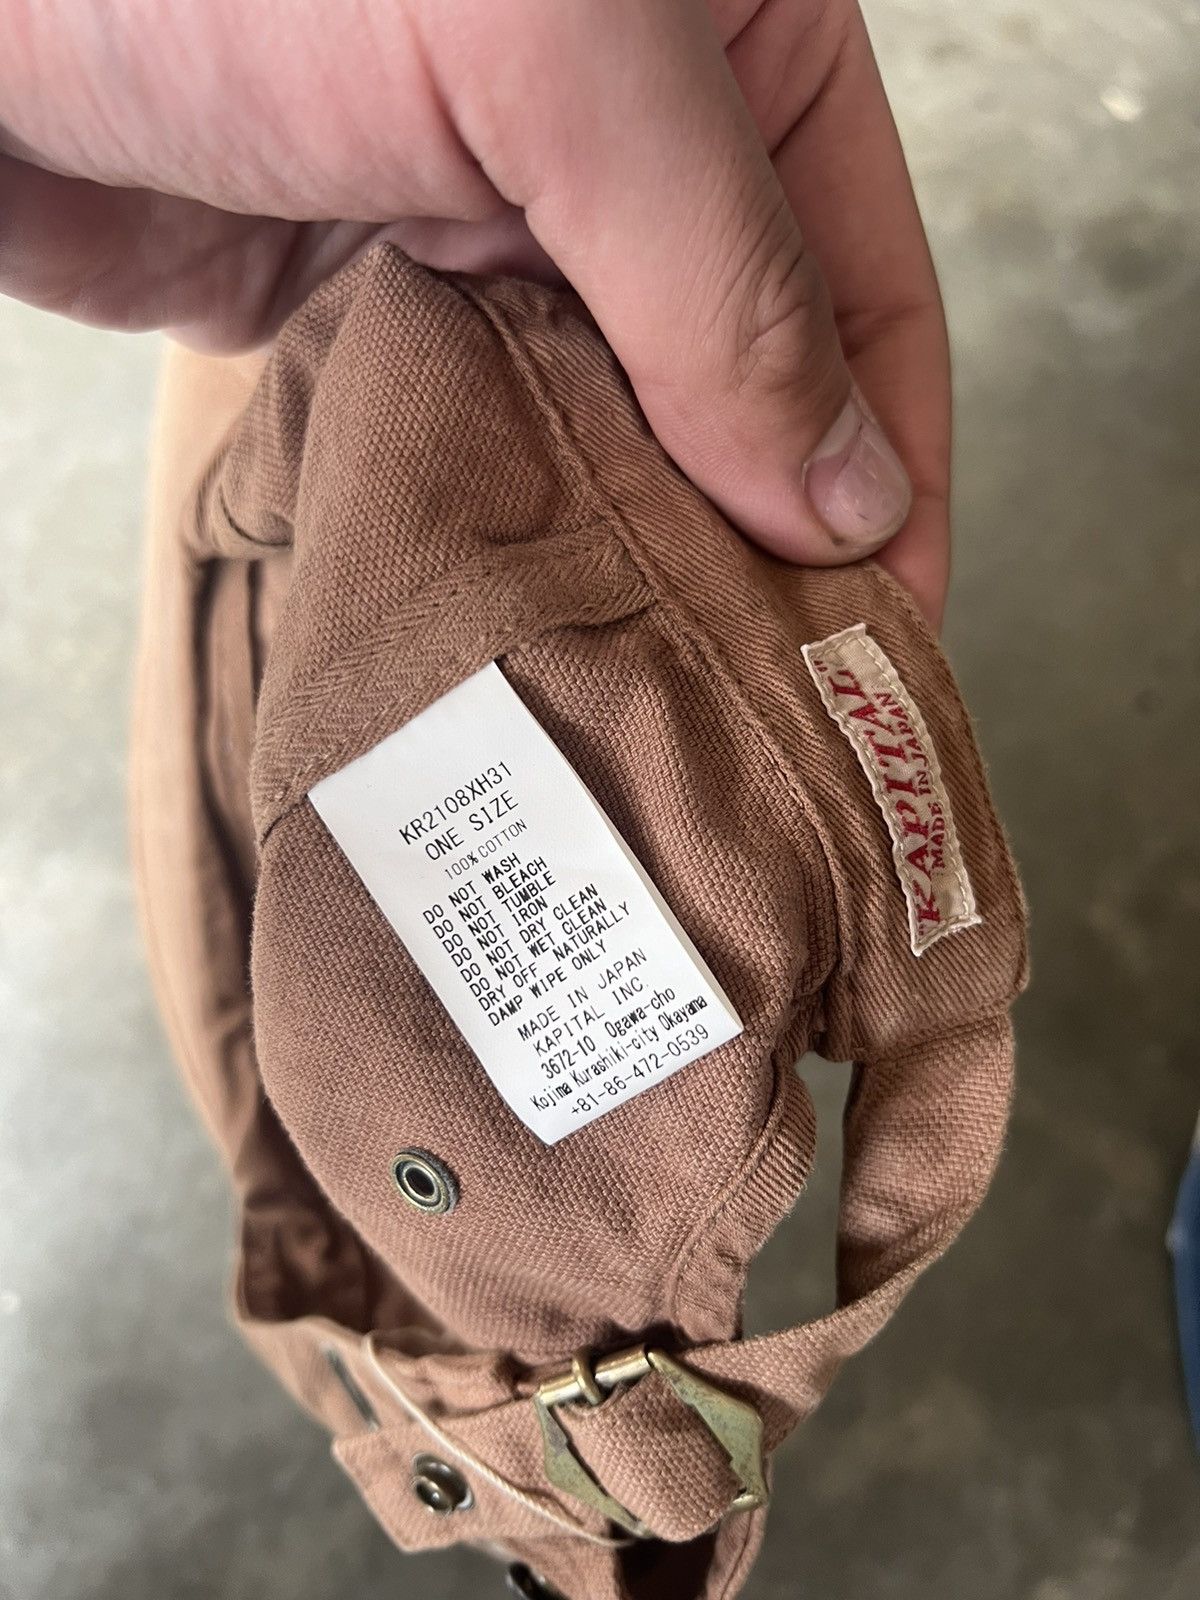 KR2108XH31
ONE SIZE
100% COTTON
DO NOT WASH
DO NOT BLEACH
DO NOT TUMBLE
DO NOT IRON
DO NOT DRY CLEAN
DO NOT WET CLEAN
DRY OFF NATURALLY
DAMP WIPE ONLY
MADE IN JAPAN
KAPITAL INC.
3672-10 Ogawa-cho
Kojima Kurashiki-city Okayama
+81-86-472-0539
"KAPITAL"
MADE IN JAPAN